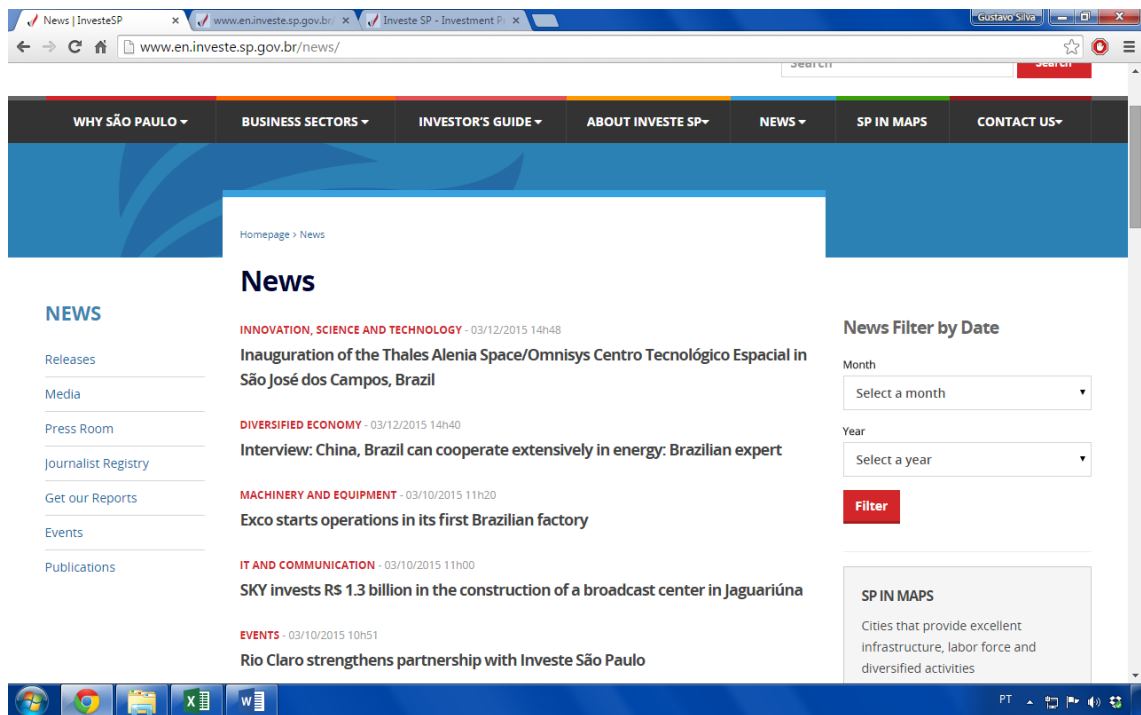 News | InvesteSP
www.en.investe.sp.gov.br/
Investe SP - Investment Pr
Gustavo Silva
www.en.investe.sp.gov.br/news/
Search
Search
WHY SÃO PAULO
BUSINESS SECTORS
INVESTOR'S GUIDE
ABOUT INVESTE SP
NEWS
SP IN MAPS
CONTACT US
Homepage > News
News
NEWS
Releases
Media
Press Room
Journalist Registry
Get our Reports
Events
Publications
INNOVATION, SCIENCE AND TECHNOLOGY - 03/12/2015 14h48
Inauguration of the Thales Alenia Space/Omnisys Centro Tecnológico Espacial in
São José dos Campos, Brazil
DIVERSIFIED ECONOMY - 03/12/2015 14h40
Interview: China, Brazil can cooperate extensively in energy: Brazilian expert
MACHINERY AND EQUIPMENT - 03/10/2015 11h20
Exco starts operations in its first Brazilian factory
IT AND COMMUNICATION - 03/10/2015 11h00
SKY invests R$ 1.3 billion in the construction of a broadcast center in Jaguariúna
EVENTS - 03/10/2015 10h51
Rio Claro strengthens partnership with Investe São Paulo
News Filter by Date
Month
Select a month
Year
Select a year
Filter
SP IN MAPS
Cities that provide excellent
infrastructure, labor force and
diversified activities
PT